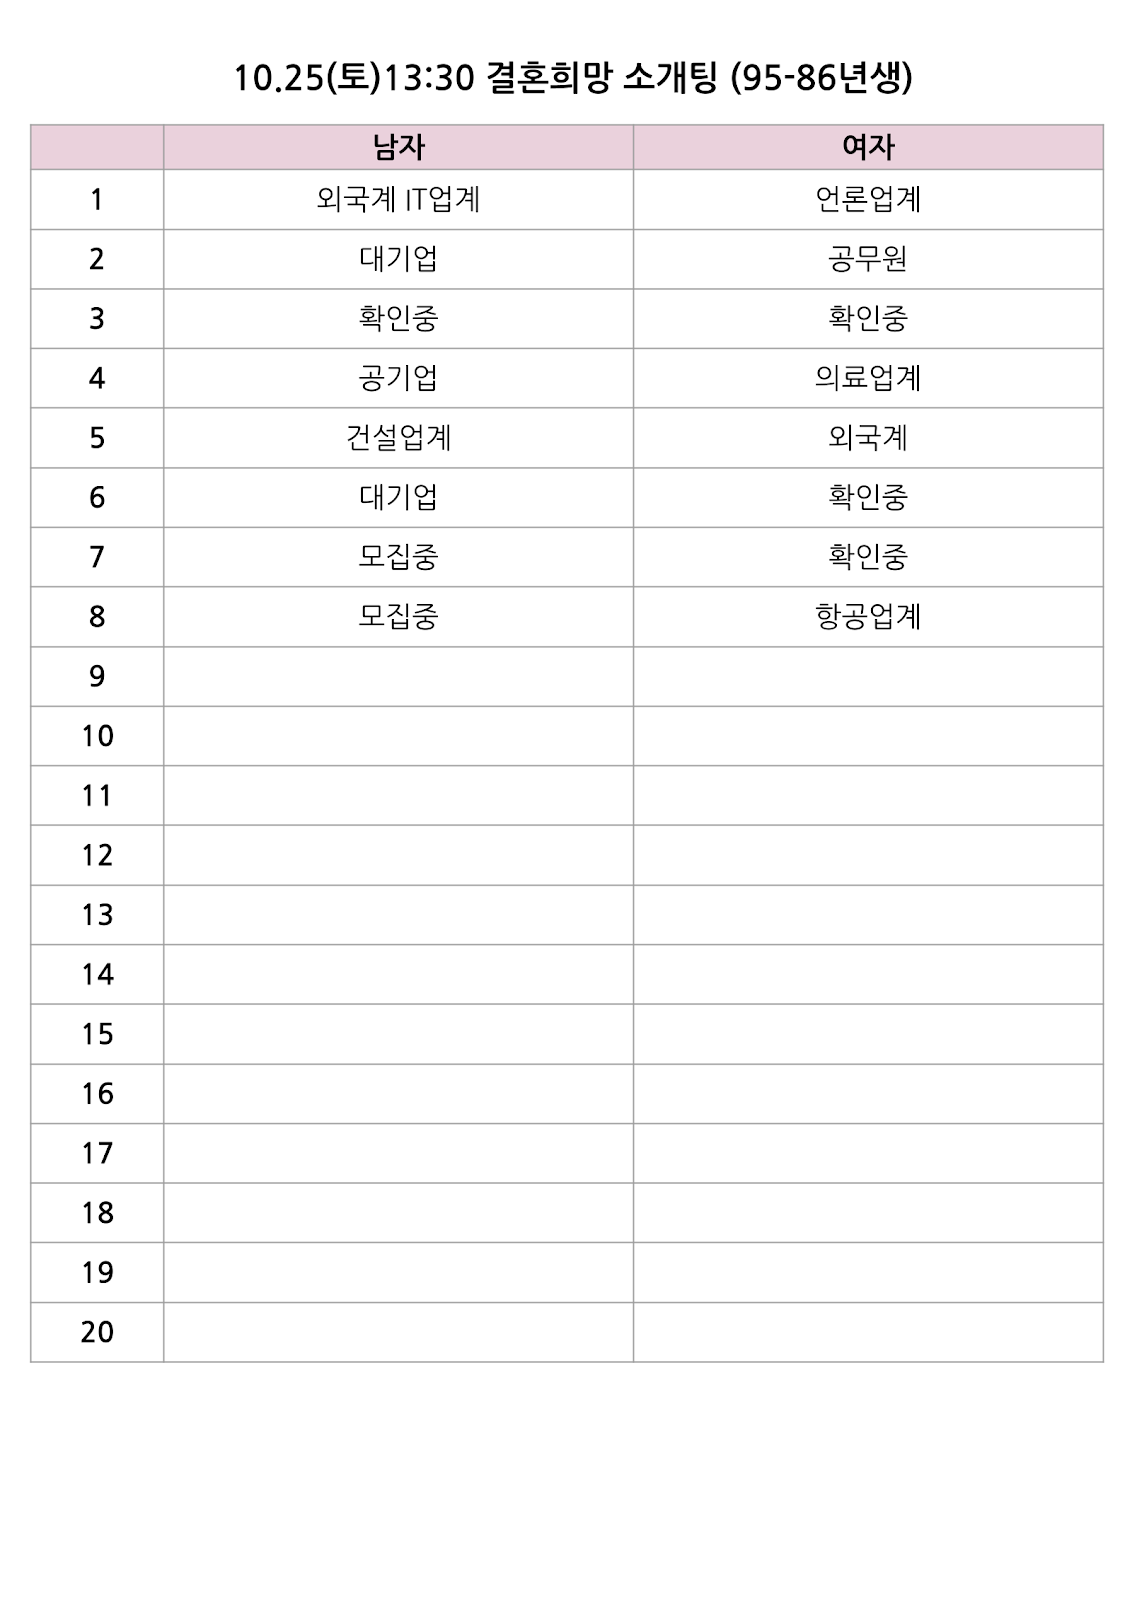 10.25(토)13:30 결혼희망 소개팅 (95-86년생)
남자 여자
1 외국계 IT업계 언론업계
2 대기업 공무원
3 확인중 확인중
4 공기업 의료업계
5 건설업계 외국계
6 대기업 확인중
7 모집중 확인중
8 모집중 항공업계
9
10
11
12
13
14
15
16
17
18
19
20